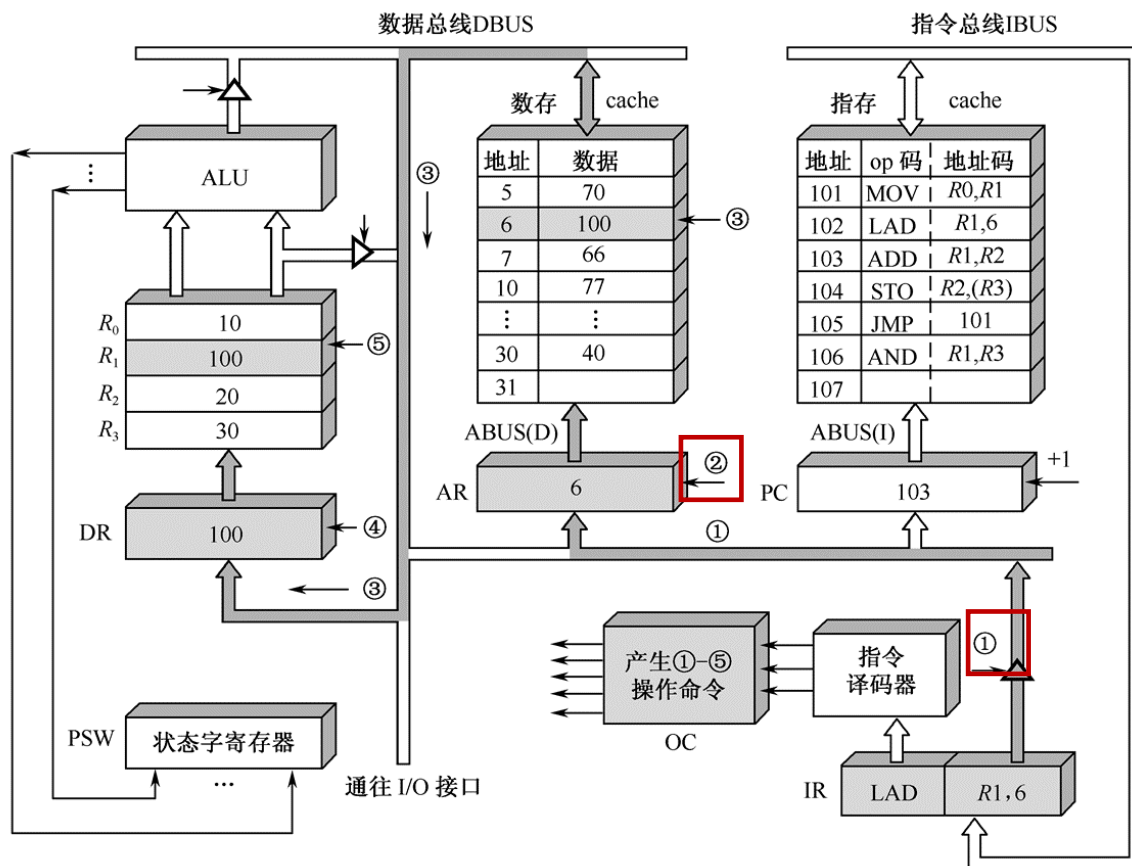 数据总线DBUS
指令总线IBUS
数存 cache
指存 cache
ALU
⋮
③
地址 数据
5 70
6 100
7 66
10 77
⋮ ⋮
30 40
31
③
地址 op 码 地址码
101 MOV R0,R1
102 LAD R1,6
103 ADD R1,R2
104 STO R2,(R3)
105 JMP 101
106 AND R1,R3
107
R₀ 10
R₁ 100
⑤
R₂ 20
R₃ 30
ABUS(D)
ABUS(I)
AR 6
②
PC 103
+1
DR 100
④
①
③
产生①-⑤
操作命令
OC
指令
译码器
①
PSW 状态字寄存器
...
通往 I/O 接口
IR LAD R1,6